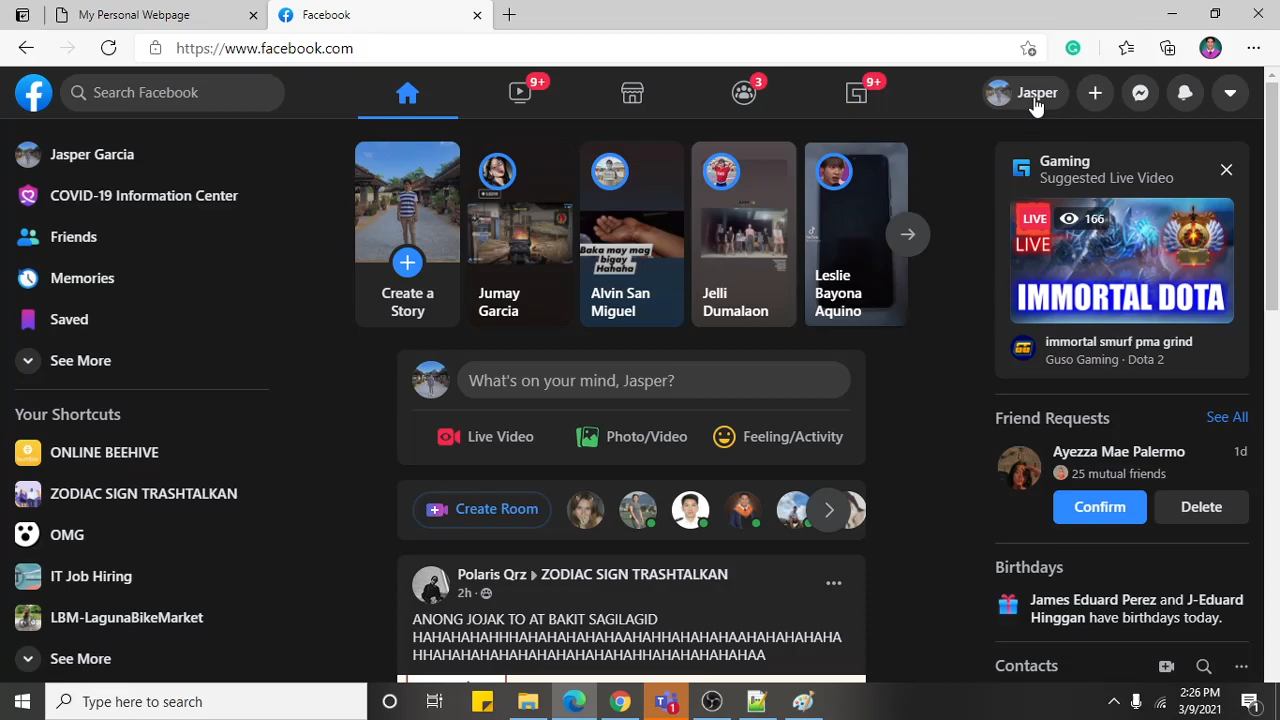 My Personal Webpage
Facebook
https://www.facebook.com
Search Facebook
9+
3
9+
Jasper
Jasper Garcia
COVID-19 Information Center
Friends
Memories
Saved
See More
Your Shortcuts
ONLINE BEEHIVE
ZODIAC SIGN TRASHTALKAN
OMG
IT Job Hiring
LBM-LagunaBikeMarket
See More
Create a
Story
Jumay
Garcia
Baka may mag
bigay
Hahaha
Alvin San
Miguel
Jelli
Dumalaon
TikTok
Leslie
Bayona
Aquino
What's on your mind, Jasper?
Live Video
Photo/Video
Feeling/Activity
Create Room
Polaris Qrz ZODIAC SIGN TRASHTALKAN
2h ·
ANONG JOJAK TO AT BAKIT SAGILAGID
HAHAHAHAHHHAHAHAHAHAAHAHHAHAHAHAAHAHAHAHAHA
HHAHAHAHAHAHAHAHAHAHAHHAHAHAHAHAHAA
Gaming
Suggested Live Video
LIVE 166
LIVE
IMMORTAL DOTA
immortal smurf pma grind
Guso Gaming · Dota 2
Friend Requests
See All
Ayezza Mae Palermo
1d
25 mutual friends
Confirm
Delete
Birthdays
James Eduard Perez and J-Eduard
Hinggan have birthdays today.
Contacts
Type here to search
1
2:26 PM
3/9/2021
1